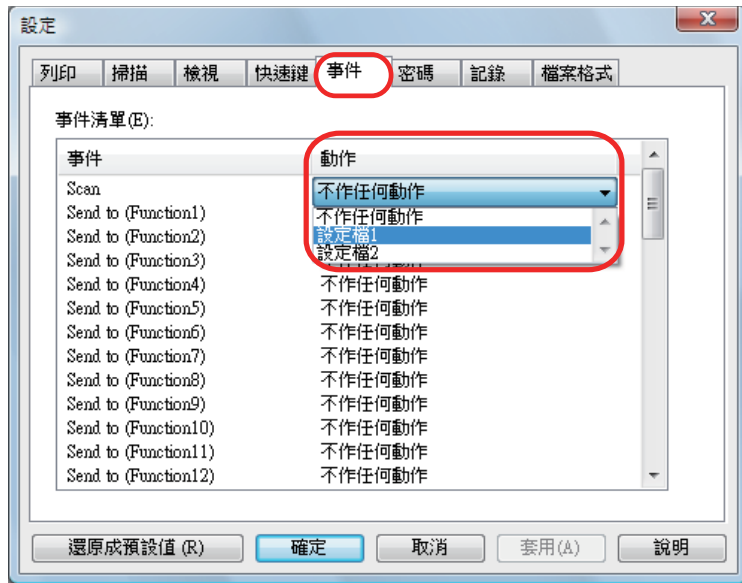 設定
列印 掃描 檢視 快速鍵 事件 密碼 記錄 檔案格式
事件清單(E):
事件 動作
Scan 不作任何動作
Send to (Function1) 不作任何動作
Send to (Function2) 設定檔1
Send to (Function3) 設定檔2
Send to (Function4) 不作任何動作
Send to (Function5) 不作任何動作
Send to (Function6) 不作任何動作
Send to (Function7) 不作任何動作
Send to (Function8) 不作任何動作
Send to (Function9) 不作任何動作
Send to (Function10) 不作任何動作
Send to (Function11) 不作任何動作
Send to (Function12) 不作任何動作
還原成預設值 (R) 確定 取消 套用(A) 說明